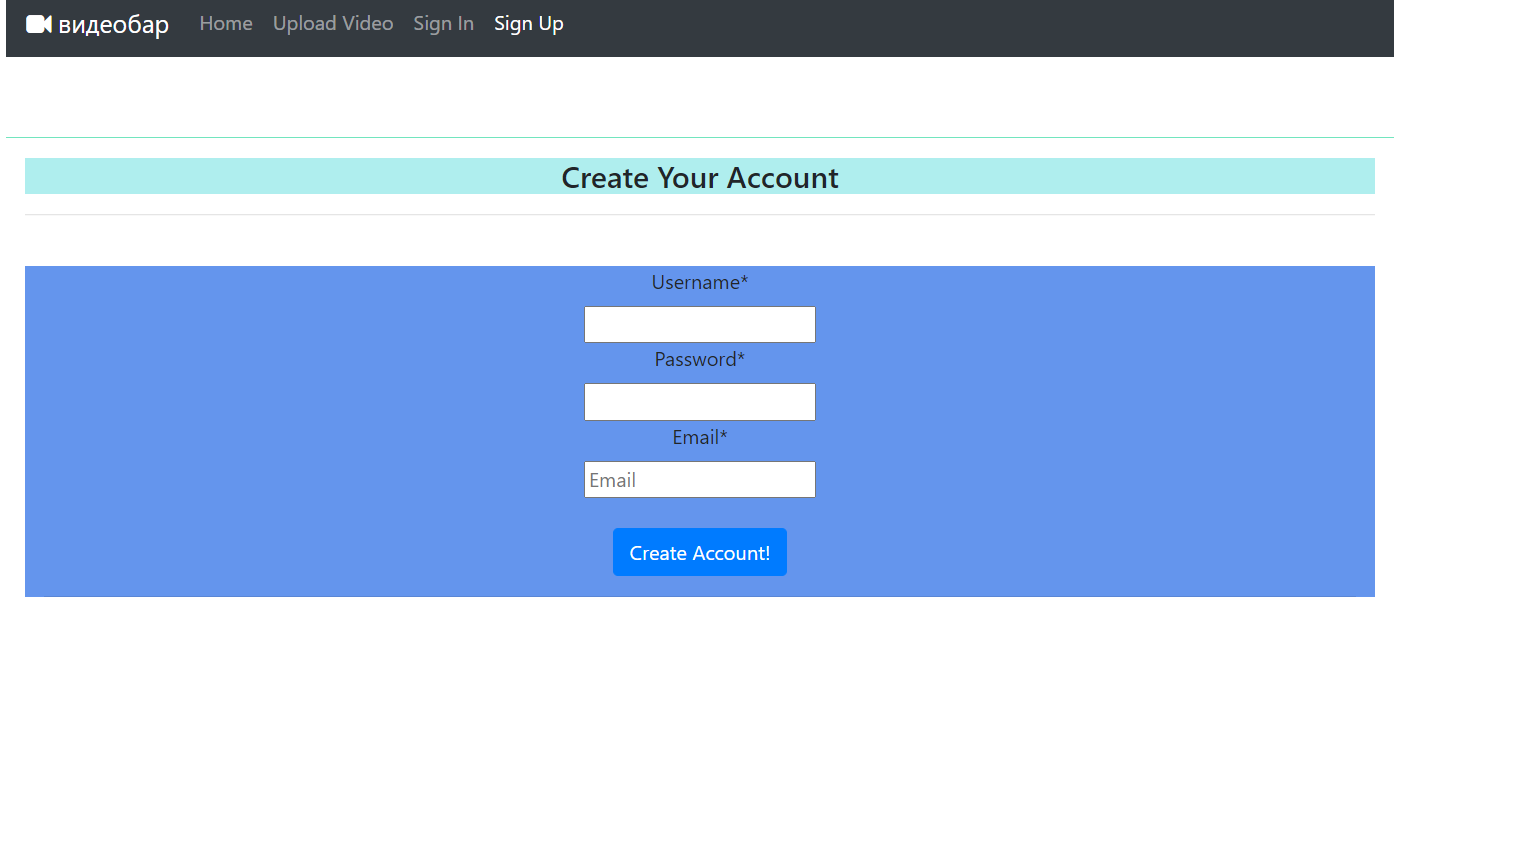 видеобар Home Upload Video Sign In Sign Up
Create Your Account
Username*
Password*
Email*
Email
Create Account!